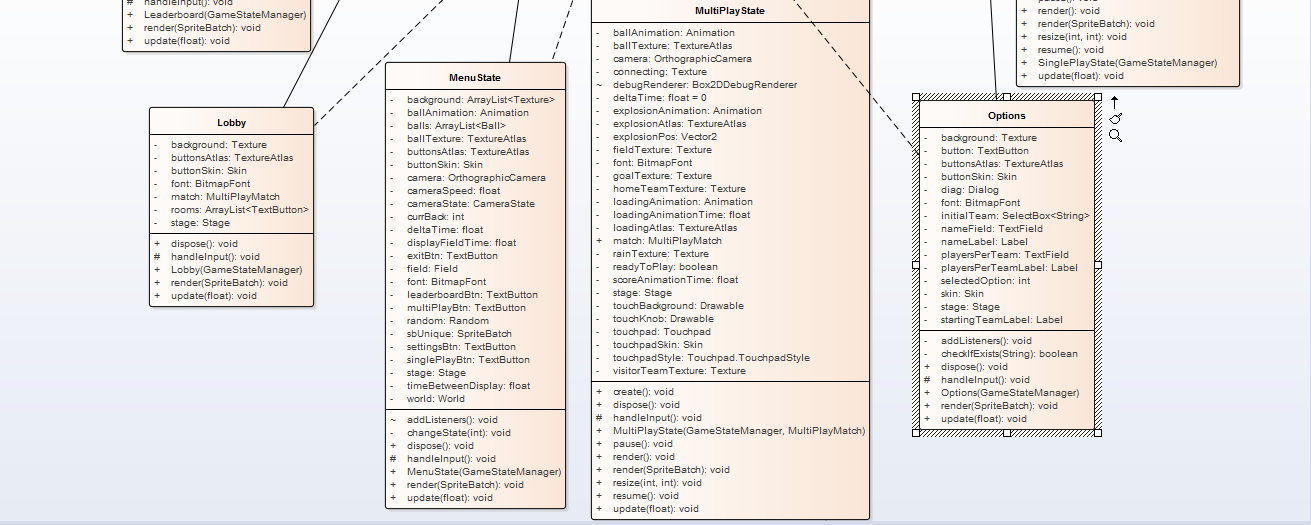 # handleInput(): void
+ Leaderboard(GameStateManager)
+ render(SpriteBatch): void
+ update(float): void
Lobby
- background: Texture
- buttonsAtlas: TextureAtlas
- buttonSkin: Skin
- font: BitmapFont
- match: MultiPlayMatch
- rooms: ArrayList<TextButton>
- stage: Stage
+ dispose(): void
# handleInput(): void
+ Lobby(GameStateManager)
+ render(SpriteBatch): void
+ update(float): void
MenuState
- background: ArrayList<Texture>
- ballAnimation: Animation
- balls: ArrayList<Ball>
- ballTexture: TextureAtlas
- buttonsAtlas: TextureAtlas
- buttonSkin: Skin
- camera: OrthographicCamera
- cameraSpeed: float
- cameraState: CameraState
- currBack: int
- deltaTime: float
- displayFieldTime: float
- exitBtn: TextButton
- field: Field
- font: BitmapFont
- leaderboardBtn: TextButton
- multiPlayBtn: TextButton
- random: Random
- sbUnique: SpriteBatch
- settingsBtn: TextButton
- singlePlayBtn: TextButton
- stage: Stage
- timeBetweenDisplay: float
- world: World
~ addListeners(): void
- changeState(int): void
+ dispose(): void
# handleInput(): void
+ MenuState(GameStateManager)
+ render(SpriteBatch): void
+ update(float): void
MultiPlayState
- ballAnimation: Animation
- ballTexture: TextureAtlas
- camera: OrthographicCamera
- connecting: Texture
~ debugRenderer: Box2DDebugRenderer
- deltaTime: float = 0
- explosionAnimation: Animation
- explosionAtlas: TextureAtlas
- explosionPos: Vector2
- fieldTexture: Texture
- font: BitmapFont
- goalTexture: Texture
- homeTeamTexture: Texture
- loadingAnimation: Animation
- loadingAnimationTime: float
- loadingAtlas: TextureAtlas
+ match: MultiPlayMatch
- rainTexture: Texture
- readyToPlay: boolean
- scoreAnimationTime: float
- stage: Stage
- touchBackground: Drawable
- touchKnob: Drawable
- touchpad: Touchpad
- touchpadSkin: Skin
- touchpadStyle: Touchpad.TouchpadStyle
- visitorTeamTexture: Texture
+ create(): void
+ dispose(): void
# handleInput(): void
+ MultiPlayState(GameStateManager, MultiPlayMatch)
+ pause(): void
+ render(): void
+ render(SpriteBatch): void
+ resize(int, int): void
+ resume(): void
+ update(float): void
+ render(): void
+ render(SpriteBatch): void
+ resize(int, int): void
+ resume(): void
+ SinglePlayState(GameStateManager)
+ update(float): void
Options
- background: Texture
- button: TextButton
- buttonsAtlas: TextureAtlas
- buttonSkin: Skin
- diag: Dialog
- font: BitmapFont
- initialTeam: SelectBox<String>
- nameField: TextField
- nameLabel: Label
- playersPerTeam: TextField
- playersPerTeamLabel: Label
- selectedOption: int
- skin: Skin
- stage: Stage
- startingTeamLabel: Label
- addListeners(): void
- checkIfExists(String): boolean
+ dispose(): void
# handleInput(): void
+ Options(GameStateManager)
+ render(SpriteBatch): void
+ update(float): void